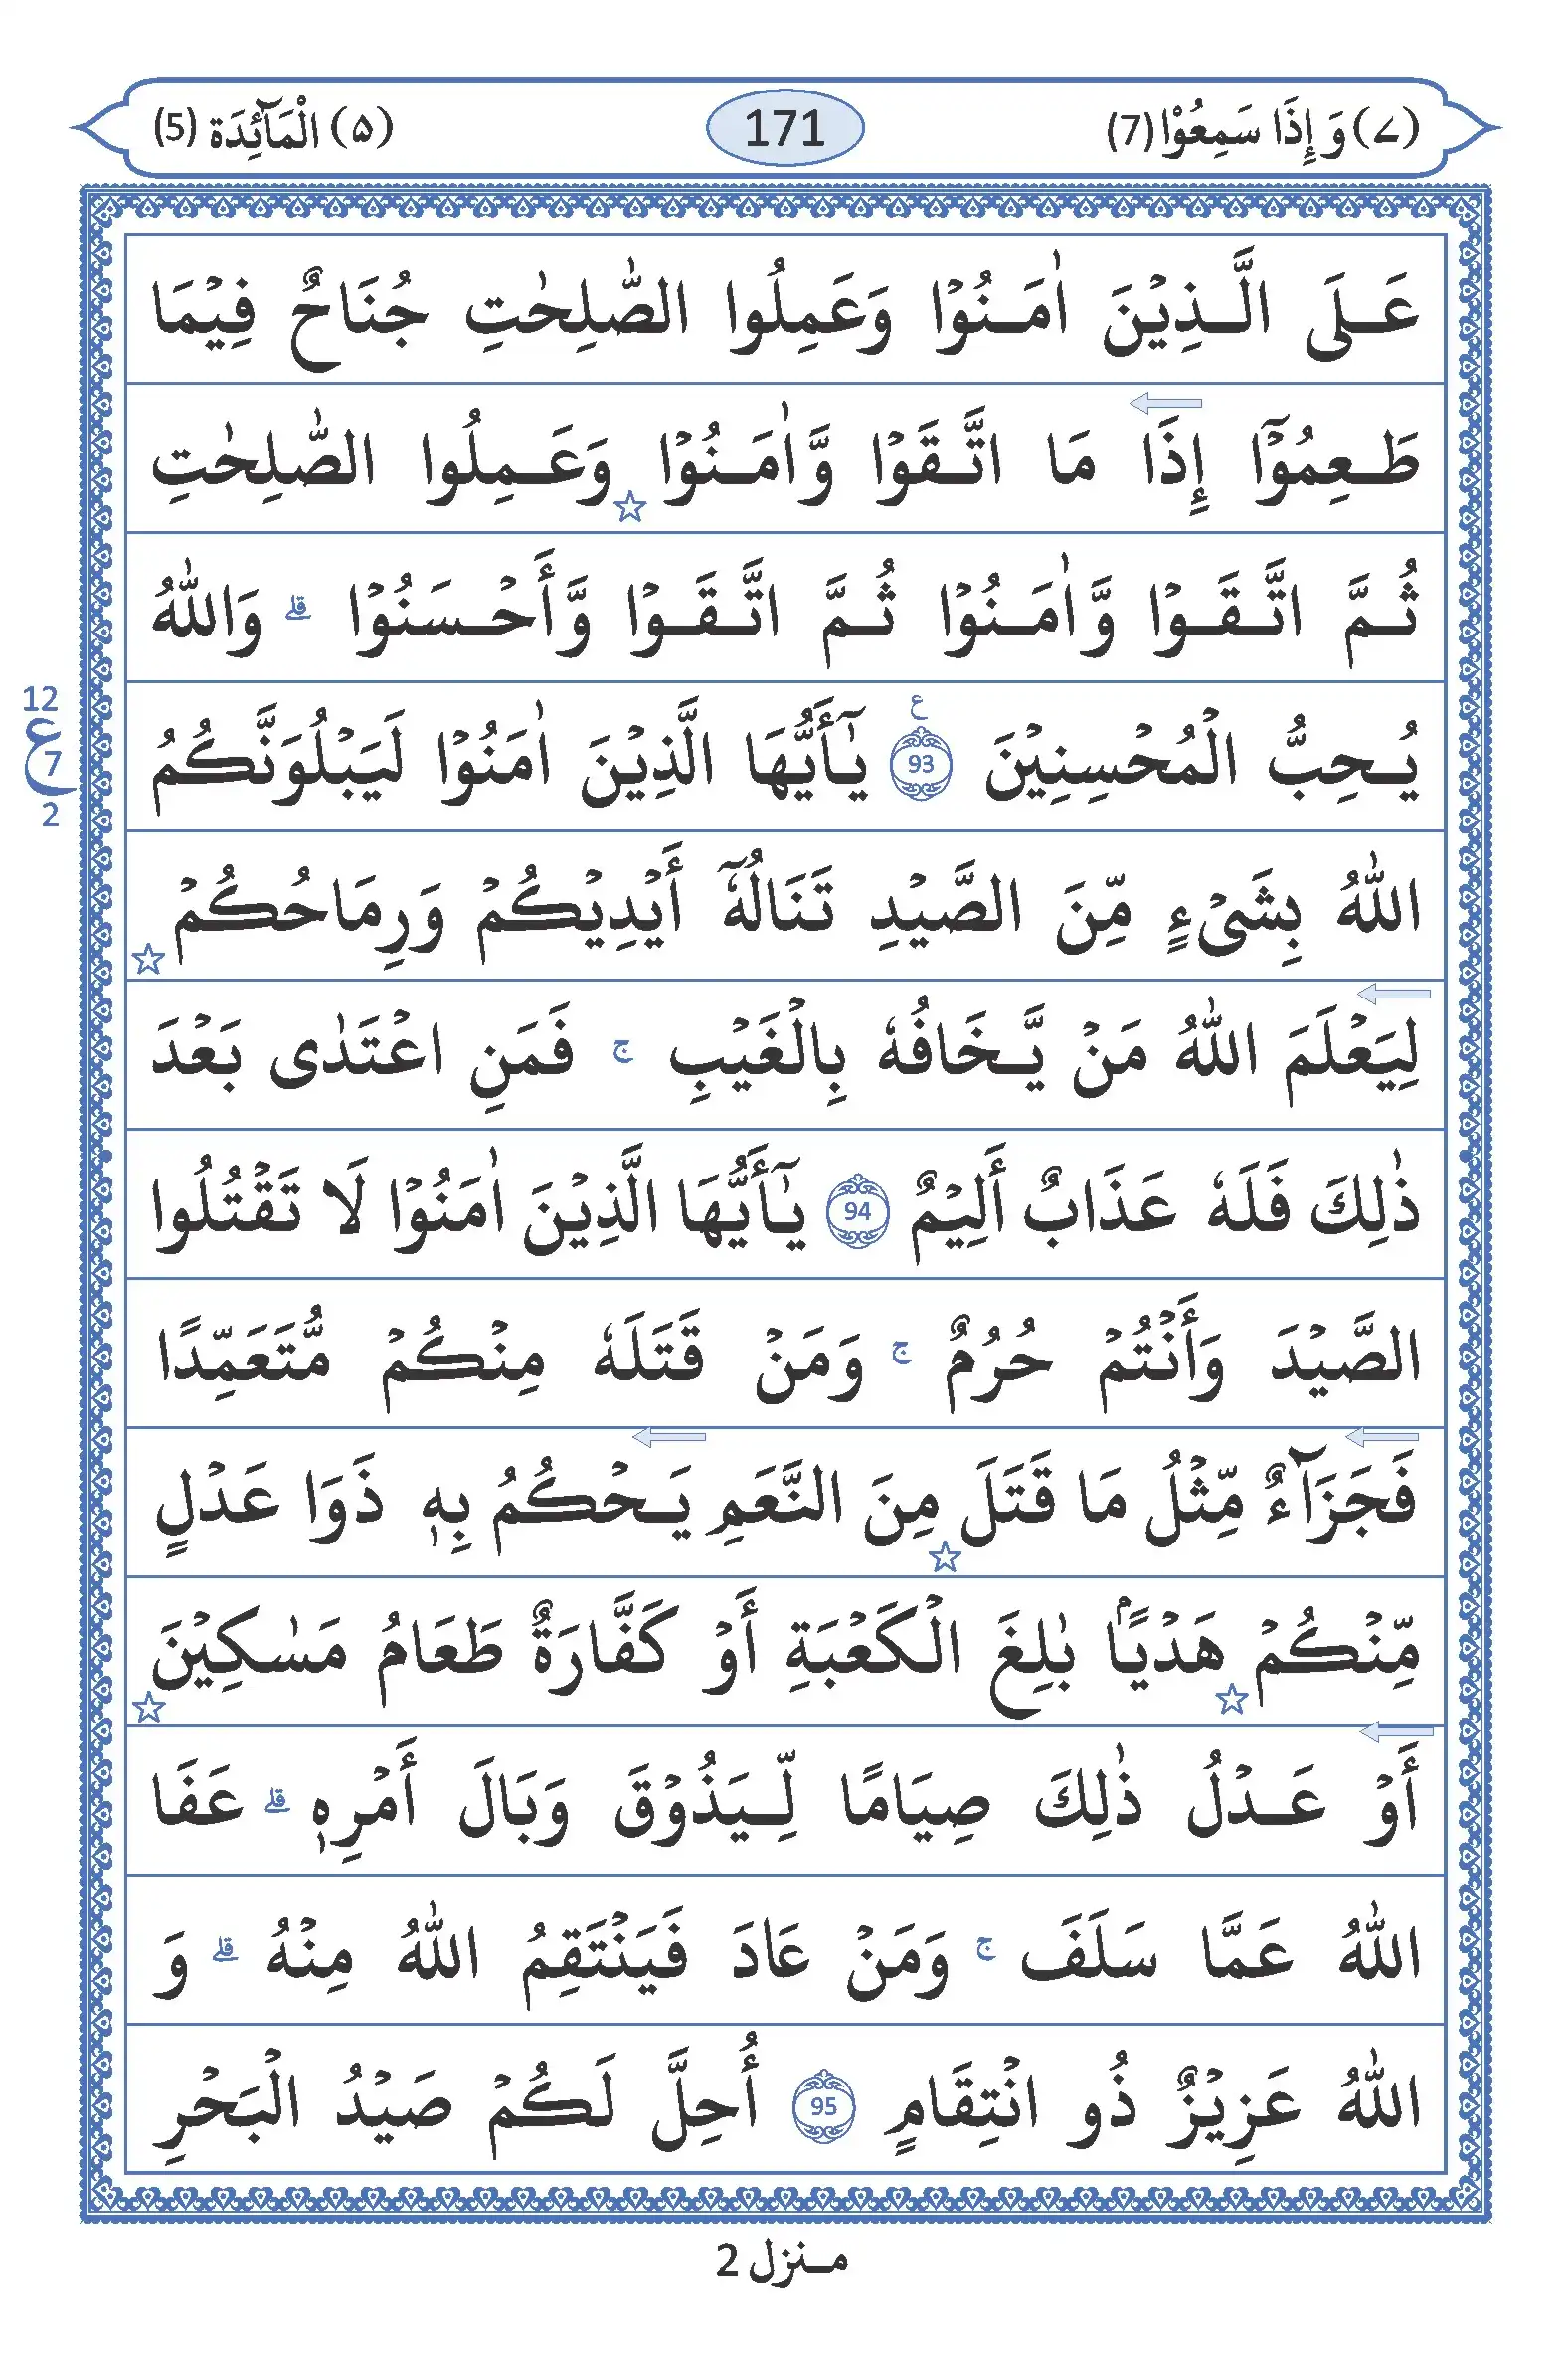 (٧) وَ إِذَا سَمِعُوْا (7) 171 (۵) الْمَآئِدَة (5)
عَلَى الَّذِيْنَ اٰمَنُوْا وَعَمِلُوا الصّٰلِحٰتِ جُنَاحٌ فِيْمَا
طَعِمُوْٓا إِذَا مَا اتَّقَوْا وَّاٰمَنُوْا ☆ وَعَمِلُوا الصّٰلِحٰتِ
ثُمَّ اتَّقَوْا وَّاٰمَنُوْا ثُمَّ اتَّقَوْا وَّأَحْسَنُوْا ۗ وَاللّٰهُ
12
ع
7
2
يُحِبُّ الْمُحْسِنِيْنَ ع 93 يٰٓأَيُّهَا الَّذِيْنَ اٰمَنُوْا لَيَبْلُوَنَّكُمُ
اللّٰهُ بِشَىْءٍ مِّنَ الصَّيْدِ تَنَالُهٗٓ أَيْدِيْكُمْ وَرِمَاحُكُمْ ☆
لِيَعْلَمَ اللّٰهُ مَنْ يَّخَافُهٗ بِالْغَيْبِ ج فَمَنِ اعْتَدٰى بَعْدَ
ذٰلِكَ فَلَهٗ عَذَابٌ أَلِيْمٌ 94 يٰٓأَيُّهَا الَّذِيْنَ اٰمَنُوْا لَا تَقْتُلُوا
الصَّيْدَ وَأَنْتُمْ حُرُمٌ ج وَمَنْ قَتَلَهٗ مِنْكُمْ مُّتَعَمِّدًا
فَجَزَآءٌ مِّثْلُ مَا قَتَلَ ☆ مِنَ النَّعَمِ يَحْكُمُ بِهٖ ذَوَا عَدْلٍ
مِّنْكُمْ ☆ هَدْيًاۢ بٰلِغَ الْكَعْبَةِ أَوْ كَفَّارَةٌ طَعَامُ مَسٰكِيْنَ ☆
أَوْ عَدْلُ ذٰلِكَ صِيَامًا لِّيَذُوْقَ وَبَالَ أَمْرِهٖ ۗ عَفَا
اللّٰهُ عَمَّا سَلَفَ ج وَمَنْ عَادَ فَيَنْتَقِمُ اللّٰهُ مِنْهُ ۗ وَ
اللّٰهُ عَزِيْزٌ ذُو انْتِقَامٍ 95 أُحِلَّ لَكُمْ صَيْدُ الْبَحْرِ
مـنزل 2